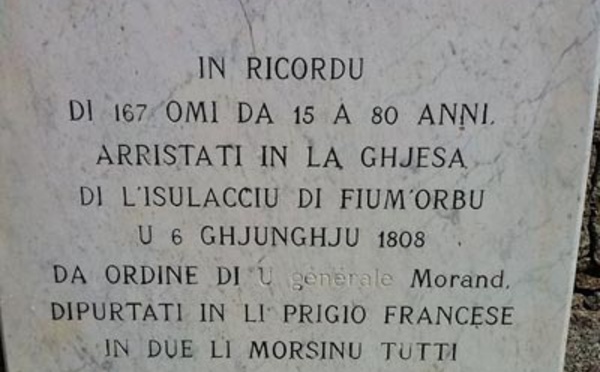 IN RICORDU
DI 167 OMI DA 15 A 80 ANNI.
ARRISTATI IN LA GHJESA
DI L'ISULACCIU DI FIUM'ORBU
U 6 GHJUNGHJU 1808
DA ORDINE DI U générale Morand.
DIPURTATI IN LI PRIGIO FRANCESE
IN DUE LI MORSINU TUTTI